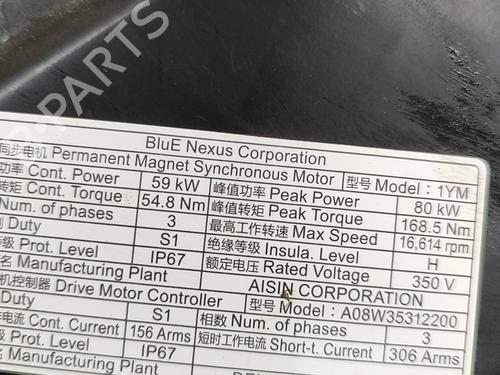 B-PARTS
BluE Nexus Corporation
同步电机 Permanent Magnet Synchronous Motor 型号 Model : 1YM
功率 Cont. Power 59 kW 峰值功率 Peak Power 80 kW
转矩 Cont. Torque 54.8 Nm 峰值转矩 Peak Torque 168.5 Nm
Num. of phases 3 最高工作转速 Max Speed 16,614 rpm
制 Duty S1 绝缘等级 Insula. Level H
等级 Prot. Level IP67 额定电压 Rated Voltage 350 V
名 Manufacturing Plant AISIN CORPORATION
机控制器 Drive Motor Controller 型号 Model : A08W35312200
Duty S1 相数 Num. of phases 3
作电流 Cont. Current 156 Arms 短时工作电流 Short-t. Current 306 Arms
级 Prot. Level IP67
名 Manufacturing Plant